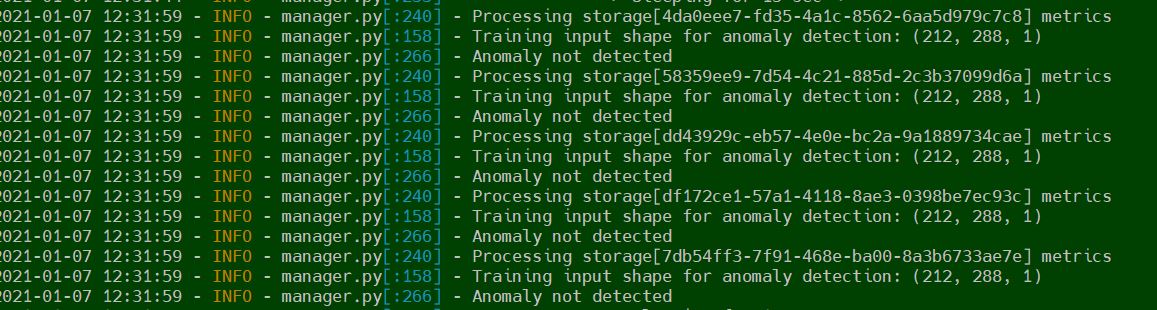 2021-01-07 12:31:59 - INFO - manager.py[:240] - Processing storage[4da0eee7-fd35-4a1c-8562-6aa5d979c7c8] metrics
2021-01-07 12:31:59 - INFO - manager.py[:158] - Training input shape for anomaly detection: (212, 288, 1)
2021-01-07 12:31:59 - INFO - manager.py[:266] - Anomaly not detected
2021-01-07 12:31:59 - INFO - manager.py[:240] - Processing storage[58359ee9-7d54-4c21-885d-2c3b37099d6a] metrics
2021-01-07 12:31:59 - INFO - manager.py[:158] - Training input shape for anomaly detection: (212, 288, 1)
2021-01-07 12:31:59 - INFO - manager.py[:266] - Anomaly not detected
2021-01-07 12:31:59 - INFO - manager.py[:240] - Processing storage[dd43929c-eb57-4e0e-bc2a-9a1889734cae] metrics
2021-01-07 12:31:59 - INFO - manager.py[:158] - Training input shape for anomaly detection: (212, 288, 1)
2021-01-07 12:31:59 - INFO - manager.py[:266] - Anomaly not detected
2021-01-07 12:31:59 - INFO - manager.py[:240] - Processing storage[df172ce1-57a1-4118-8ae3-0398be7ec93c] metrics
2021-01-07 12:31:59 - INFO - manager.py[:158] - Training input shape for anomaly detection: (212, 288, 1)
2021-01-07 12:31:59 - INFO - manager.py[:266] - Anomaly not detected
2021-01-07 12:31:59 - INFO - manager.py[:240] - Processing storage[7db54ff3-7f91-468e-ba00-8a3b6733ae7e] metrics
2021-01-07 12:31:59 - INFO - manager.py[:158] - Training input shape for anomaly detection: (212, 288, 1)
2021-01-07 12:31:59 - INFO - manager.py[:266] - Anomaly not detected